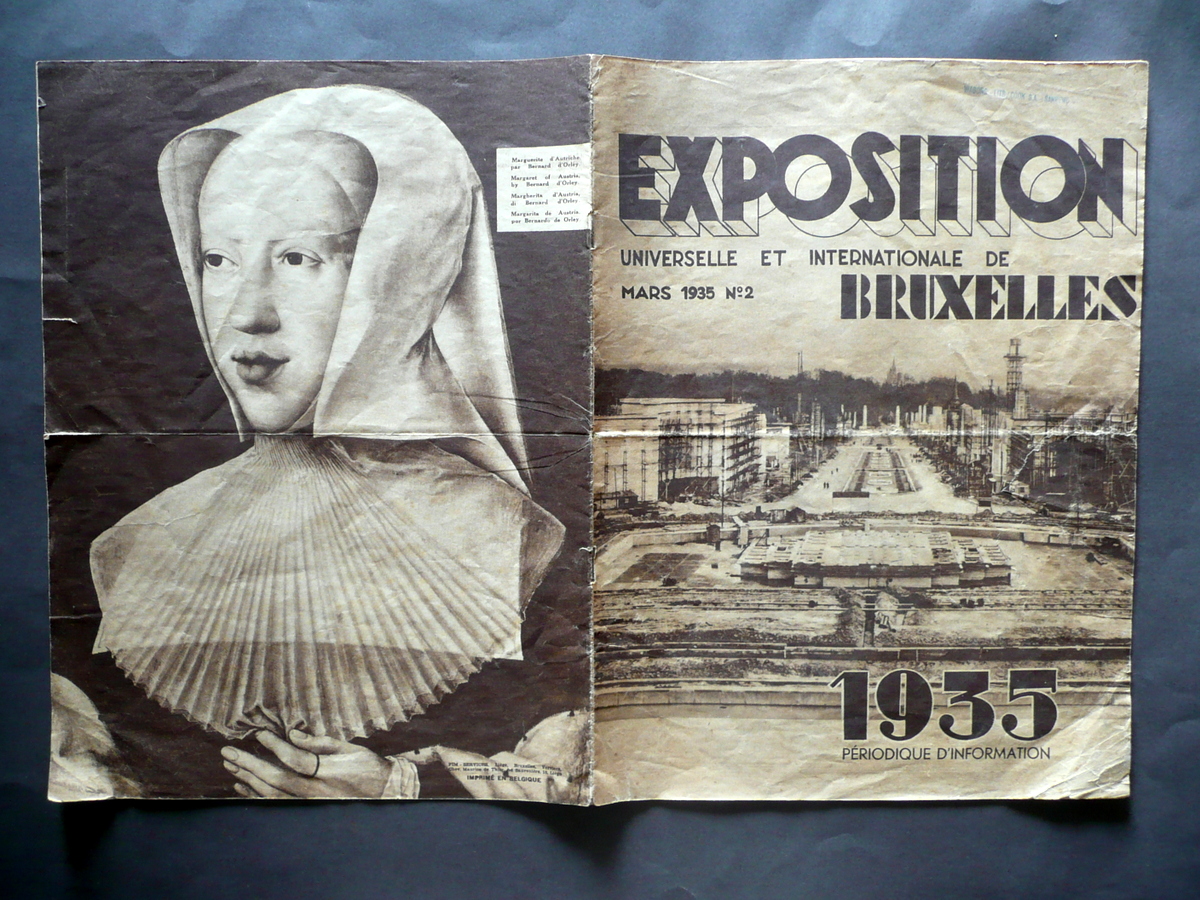 Marguerite d'Autriche
par Bernard d'Orley
Margaret of Austria,
by Bernard d'Orley.
Margherita d'Austria,
di Bernard d'Orley
Margarita de Austria
por Bernardo de Orley
IMPRIMÉ EN BELGIQUE
EXPOSITION
UNIVERSELLE ET INTERNATIONALE DE
BRUXELLES
MARS 1935 Nº2
1935
PÉRIODIQUE D'INFORMATION